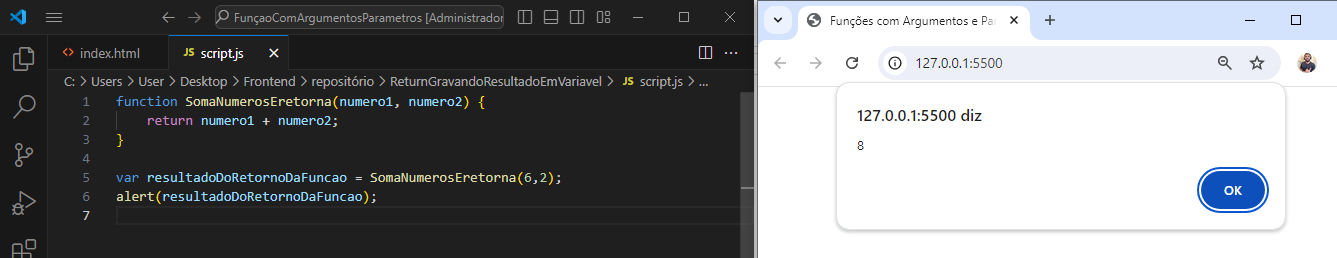 FunçaoComArgumentosParametros [Administrador
index.html
JS script.js
C: > Users > User > Desktop > Frontend > repositório > ReturnGravandoResultadoEmVariavel > JS script.js > ...
1 function SomaNumerosEretorna(numero1, numero2) {
2     return numero1 + numero2;
3 }
4
5 var resultadoDoRetornoDaFuncao = SomaNumerosEretorna(6,2);
6 alert(resultadoDoRetornoDaFuncao);
7
Funções com Argumentos e Par
127.0.0.1:5500
127.0.0.1:5500 diz
8
OK